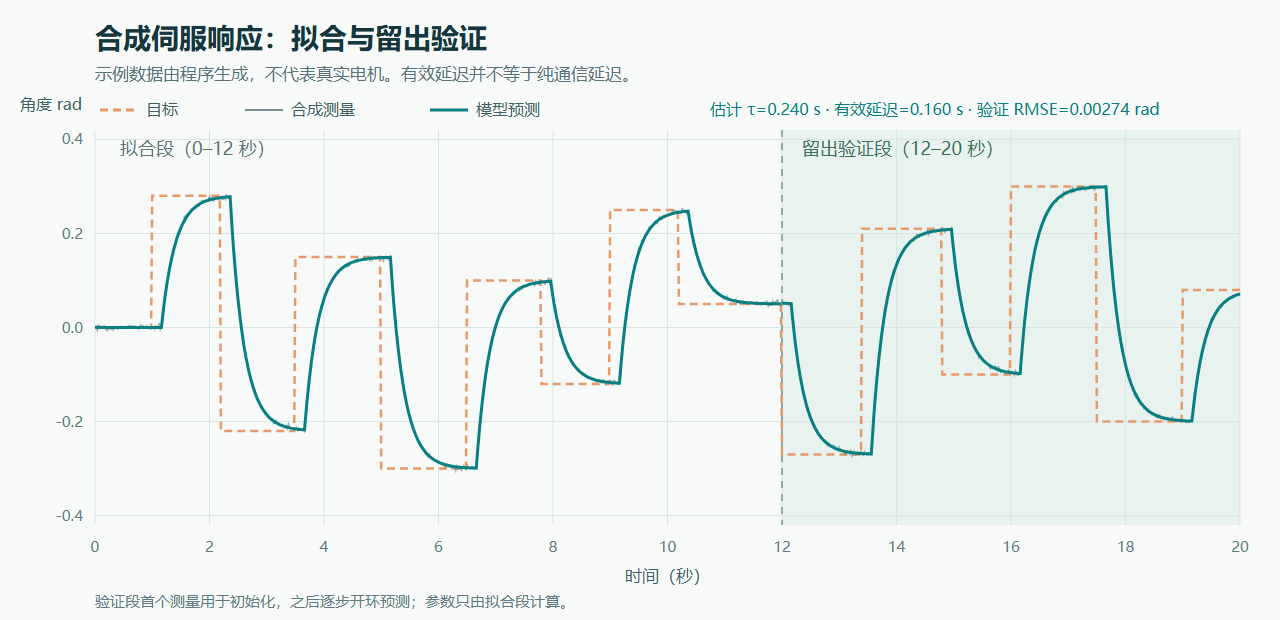 合成伺服响应：拟合与留出验证
示例数据由程序生成，不代表真实电机。有效延迟并不等于纯通信延迟。
角度 rad 目标 合成测量 模型预测 估计 τ=0.240 s · 有效延迟=0.160 s · 验证 RMSE=0.00274 rad
拟合段（0–12 秒） 留出验证段（12–20 秒）
0.4
0.2
0.0
-0.2
-0.4
0 2 4 6 8 10 12 14 16 18 20
时间（秒）
验证段首个测量用于初始化，之后逐步开环预测；参数只由拟合段计算。